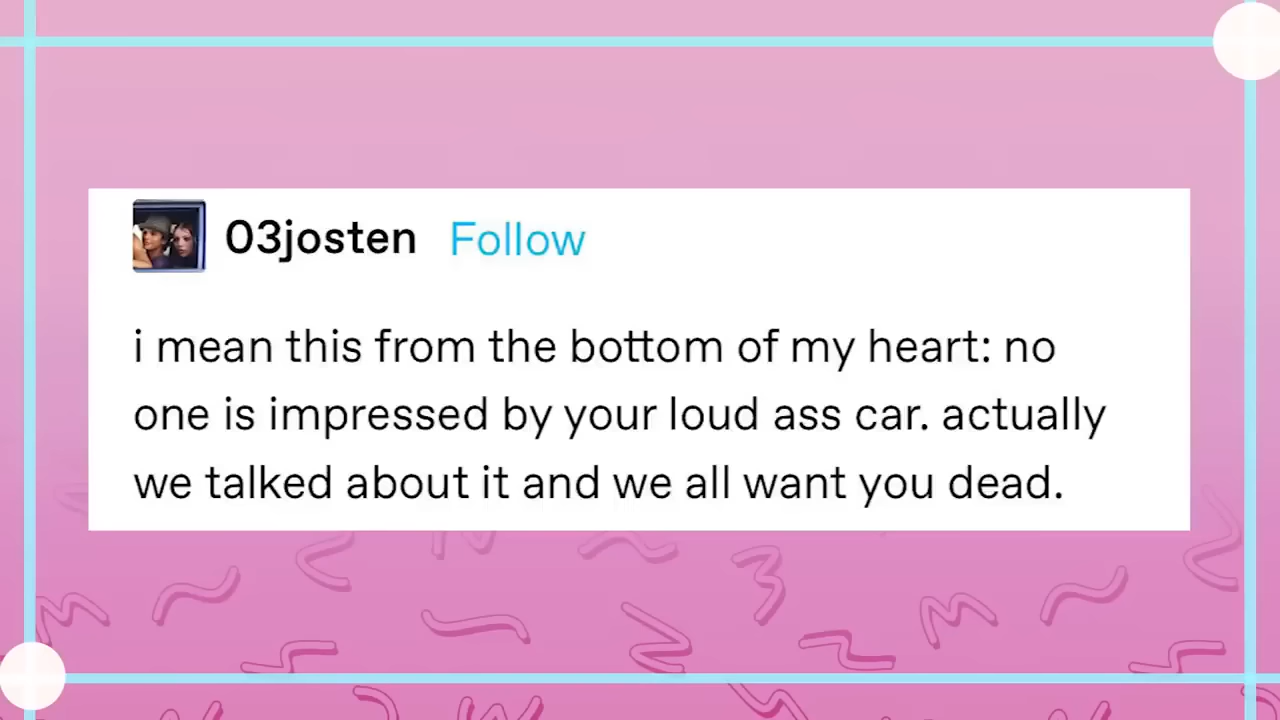 03josten Follow
i mean this from the bottom of my heart: no
one is impressed by your loud ass car. actually
we talked about it and we all want you dead.